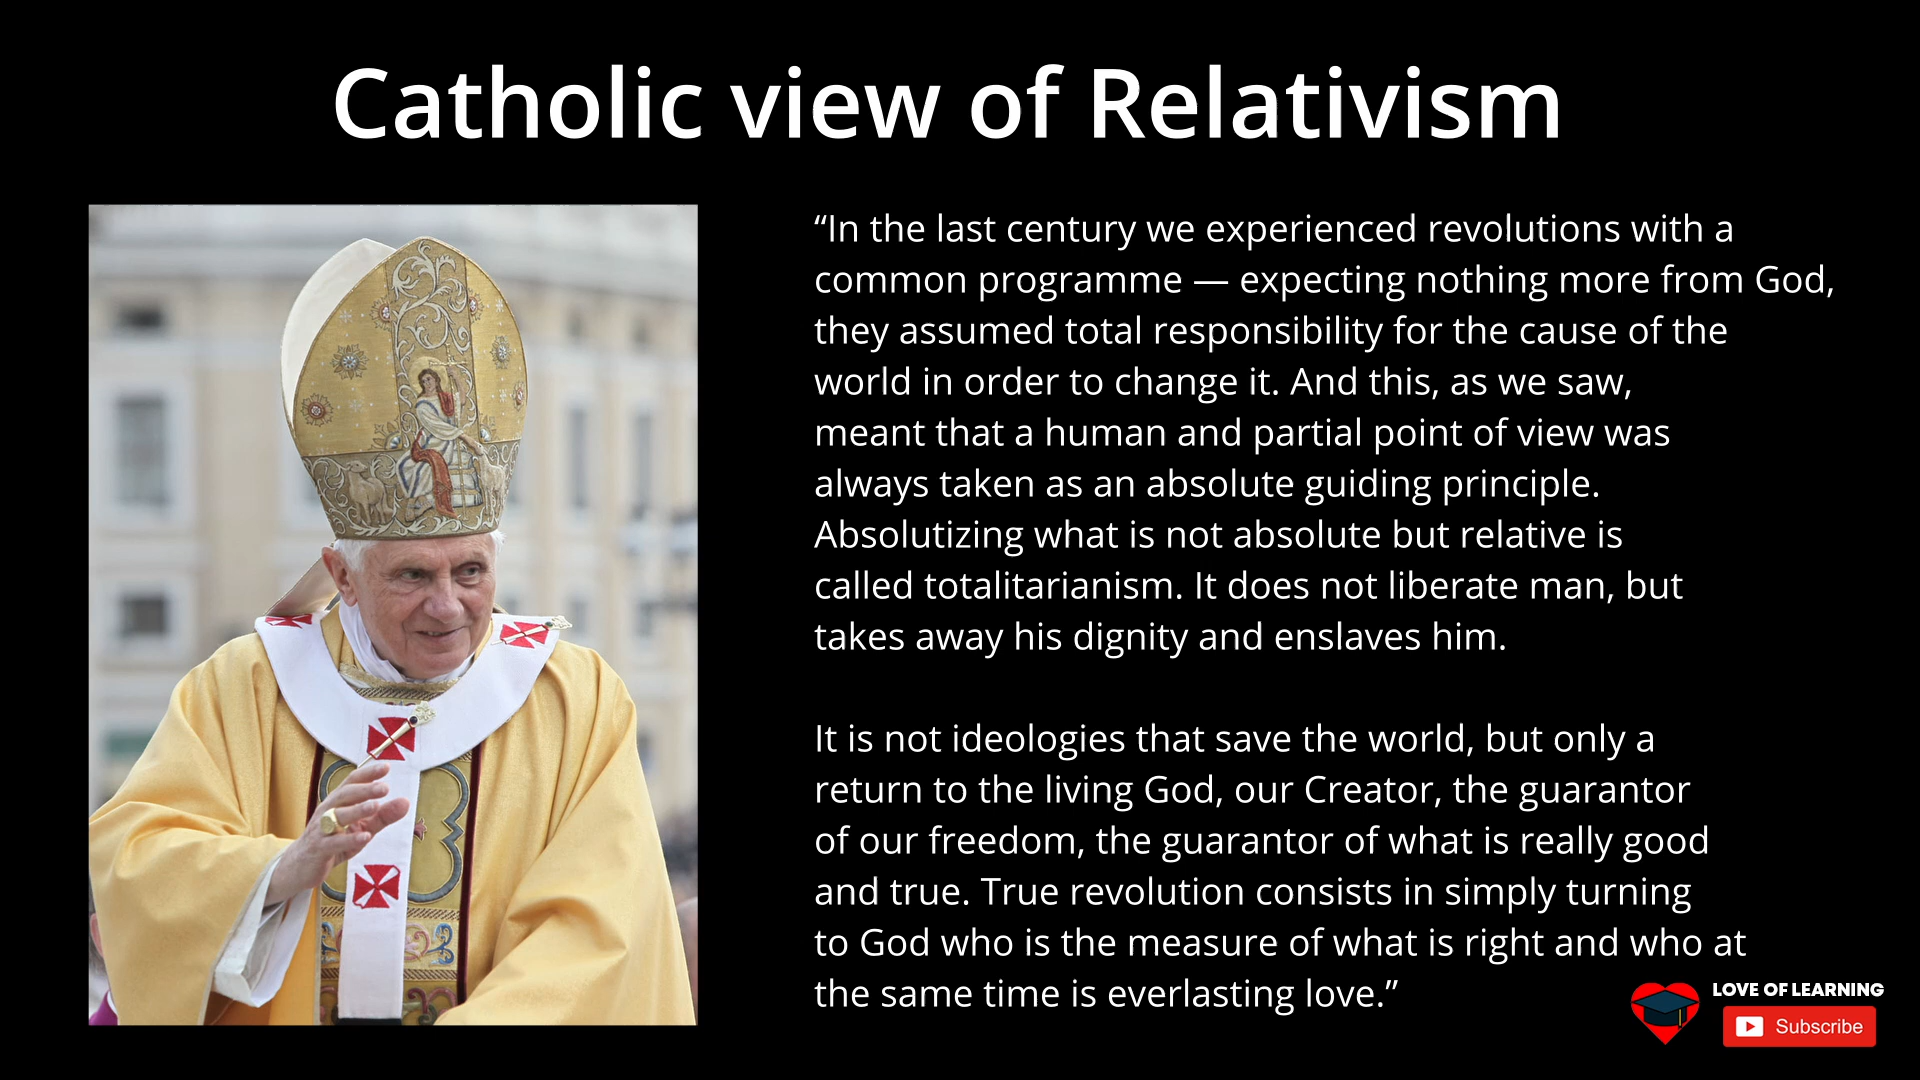 Catholic view of Relativism
“In the last century we experienced revolutions with a
common programme — expecting nothing more from God,
they assumed total responsibility for the cause of the
world in order to change it. And this, as we saw,
meant that a human and partial point of view was
always taken as an absolute guiding principle.
Absolutizing what is not absolute but relative is
called totalitarianism. It does not liberate man, but
takes away his dignity and enslaves him.
It is not ideologies that save the world, but only a
return to the living God, our Creator, the guarantor
of our freedom, the guarantor of what is really good
and true. True revolution consists in simply turning
to God who is the measure of what is right and who at
the same time is everlasting love.”
LOVE OF LEARNING
Subscribe